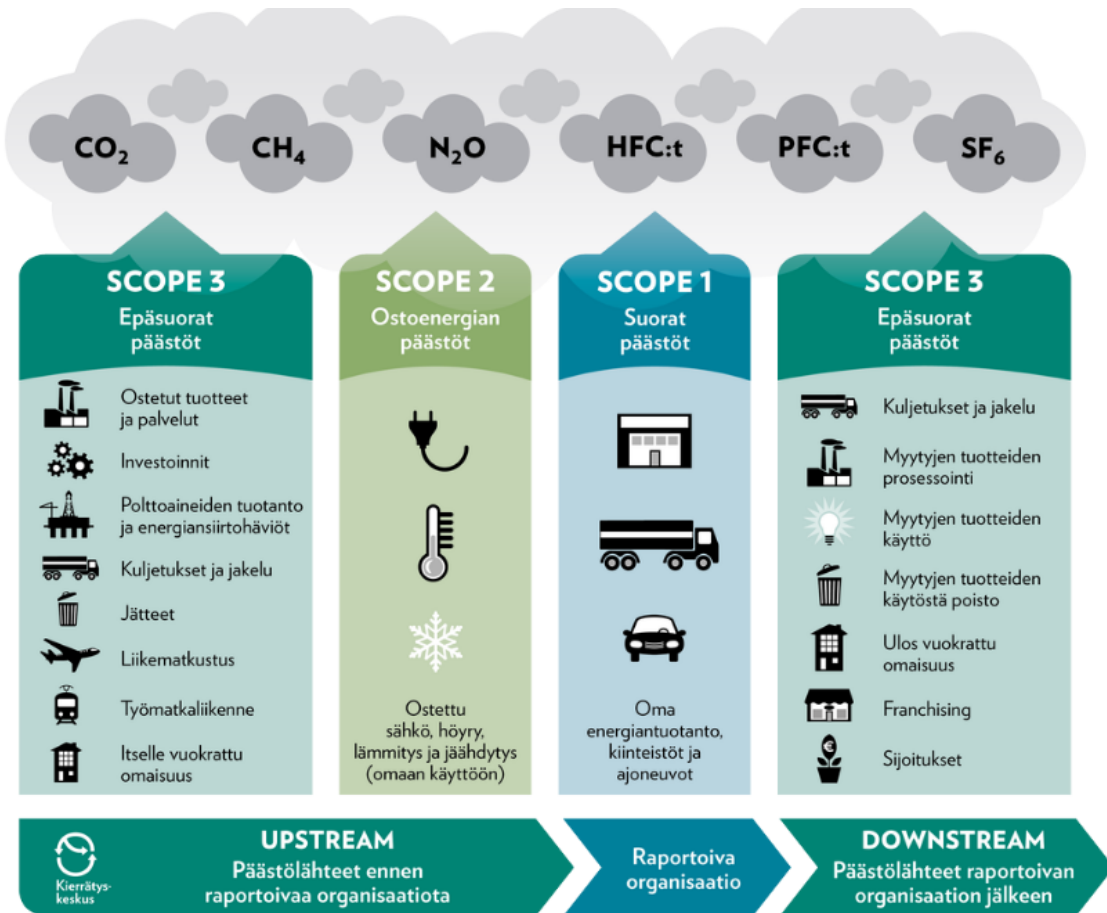 CO₂
CH₄
N₂O
HFC:t
PFC:t
SF₆
SCOPE 3
Epäsuorat
päästöt
Ostetut tuotteet
ja palvelut
Investoinnit
Polttoaineiden tuotanto
ja energiansiirtohäviöt
Kuljetukset ja jakelu
Jätteet
Liikematkustus
Työmatkaliikenne
Itselle vuokrattu
omaisuus
SCOPE 2
Ostoenergian
päästöt
Ostettu
sähkö, höyry,
lämmitys ja jäähdytys
(omaan käyttöön)
SCOPE 1
Suorat
päästöt
Oma
energiantuotanto,
kiinteistöt ja
ajoneuvot
SCOPE 3
Epäsuorat
päästöt
Kuljetukset ja jakelu
Myytyjen tuotteiden
prosessointi
Myytyjen tuotteiden
käyttö
Myytyjen tuotteiden
käytöstä poisto
Ulos vuokrattu
omaisuus
Franchising
€
Sijoitukset
Kierrätys-
keskus
UPSTREAM
Päästölähteet ennen
raportoivaa organisaatiota
Raportoiva
organisaatio
DOWNSTREAM
Päästölähteet raportoivan
organisaation jälkeen